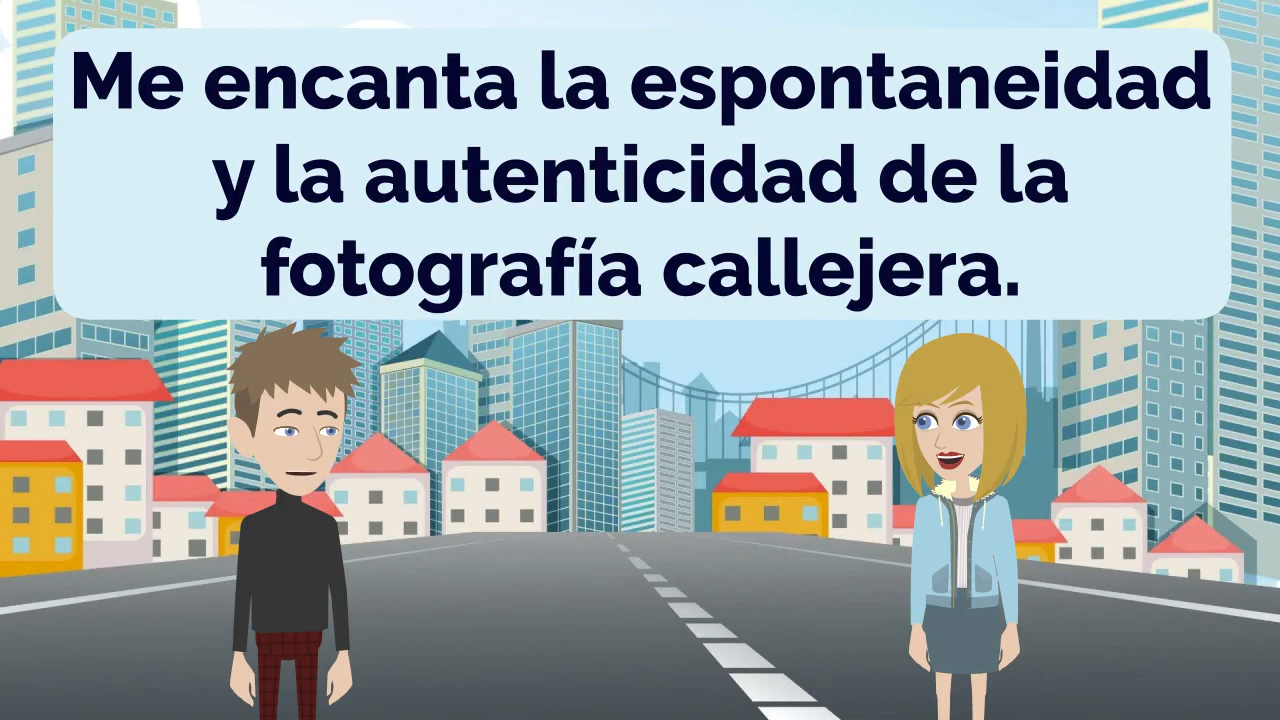 Me encanta la espontaneidad
y la autenticidad de la
fotografía callejera.